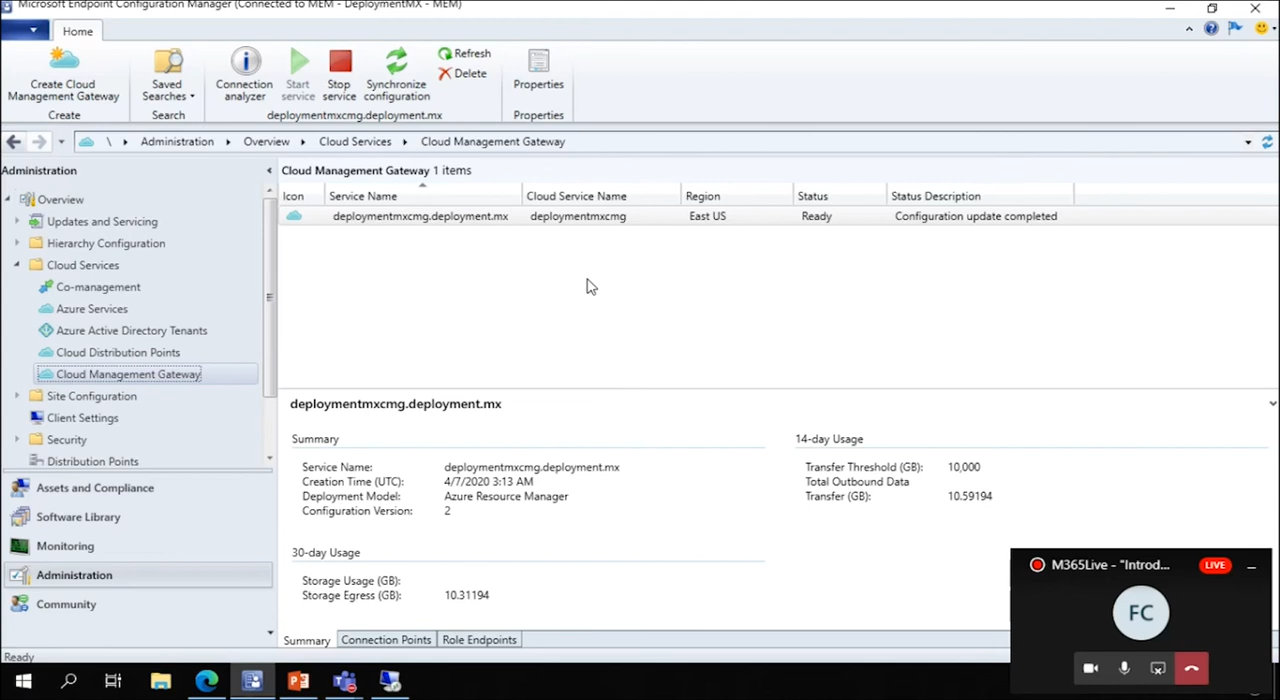 Microsoft Endpoint Configuration Manager (Connected to MEM - DeploymentMX - MEM)
Home
Create Cloud
Management Gateway
Saved
Searches
Connection
analyzer
Start
service
Stop
service
Synchronize
configuration
Refresh
Delete
Properties
Create
Search
deploymentmxcmg.deployment.mx
Properties
\ Administration Overview Cloud Services Cloud Management Gateway
Administration
Overview
Updates and Servicing
Hierarchy Configuration
Cloud Services
Co-management
Azure Services
Azure Active Directory Tenants
Cloud Distribution Points
Cloud Management Gateway
Site Configuration
Client Settings
Security
Distribution Points
Assets and Compliance
Software Library
Monitoring
Administration
Community
Cloud Management Gateway 1 items
Icon Service Name Cloud Service Name Region Status Status Description
deploymentmxcmg.deployment.mx deploymentmxcmg East US Ready Configuration update completed
deploymentmxcmg.deployment.mx
Summary
Service Name: deploymentmxcmg.deployment.mx
Creation Time (UTC): 4/7/2020 3:13 AM
Deployment Model: Azure Resource Manager
Configuration Version: 2
14-day Usage
Transfer Threshold (GB): 10,000
Total Outbound Data
Transfer (GB): 10.59194
30-day Usage
Storage Usage (GB):
Storage Egress (GB): 10.31194
Summary Connection Points Role Endpoints
Ready
M365Live - "Introd... LIVE
FC